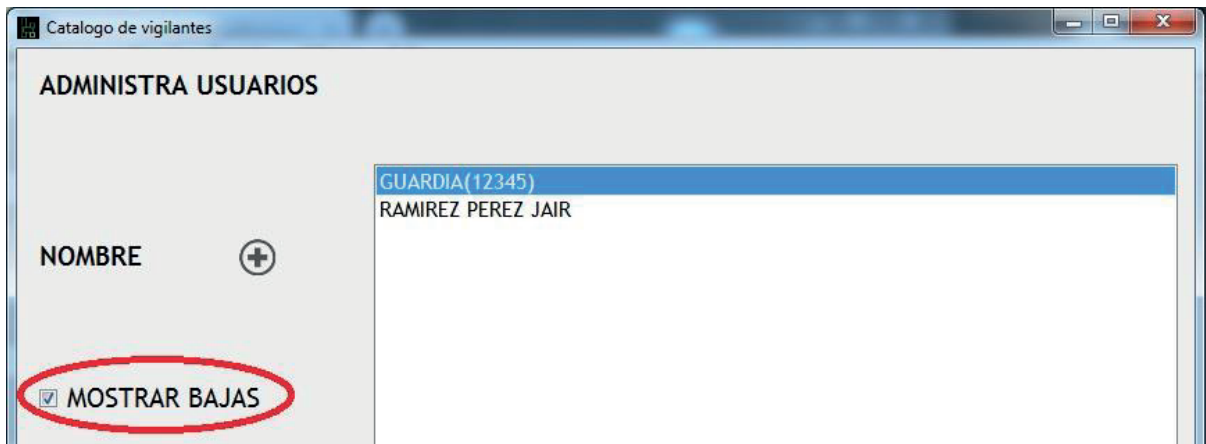 Catalogo de vigilantes
ADMINISTRA USUARIOS
GUARDIA(12345)
RAMIREZ PEREZ JAIR
NOMBRE
MOSTRAR BAJAS